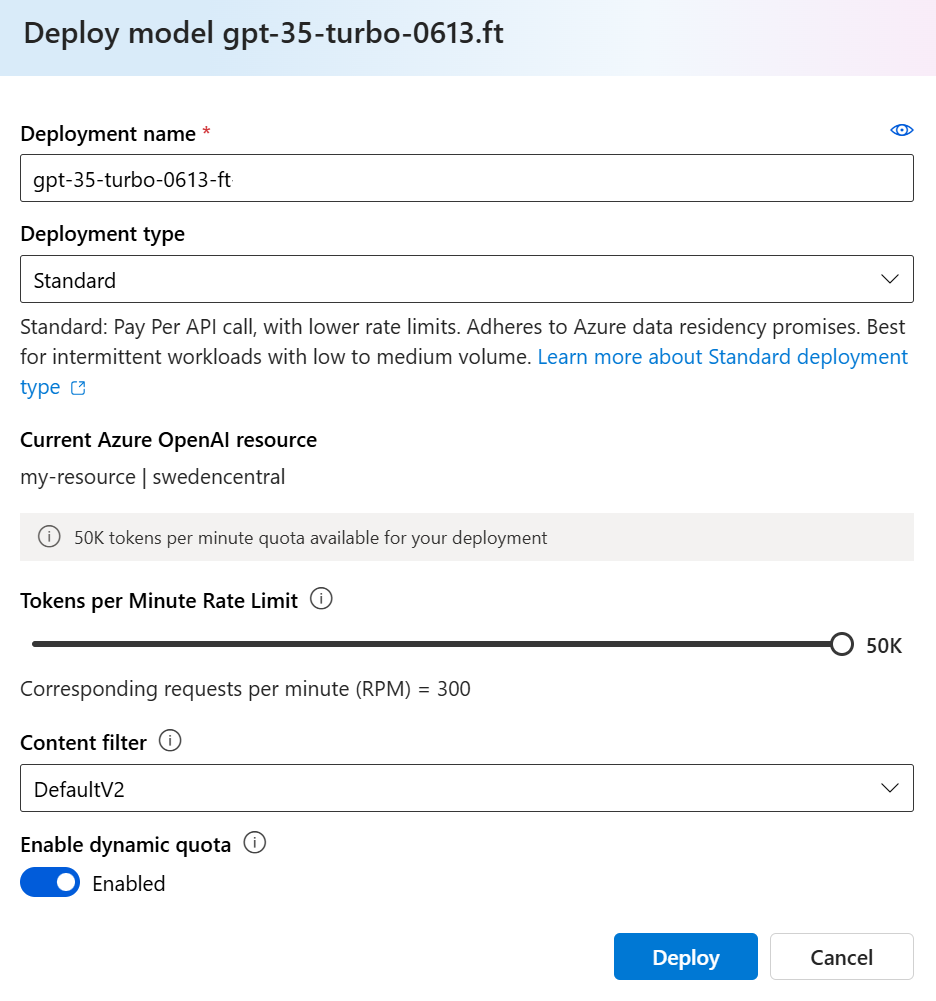 Deploy model gpt-35-turbo-0613.ft
Deployment name *
gpt-35-turbo-0613-ft
Deployment type
Standard
Standard: Pay Per API call, with lower rate limits. Adheres to Azure data residency promises. Best
for intermittent workloads with low to medium volume. Learn more about Standard deployment
type
Current Azure OpenAI resource
my-resource | swedencentral
50K tokens per minute quota available for your deployment
Tokens per Minute Rate Limit
50K
Corresponding requests per minute (RPM) = 300
Content filter
DefaultV2
Enable dynamic quota
Enabled
Deploy
Cancel